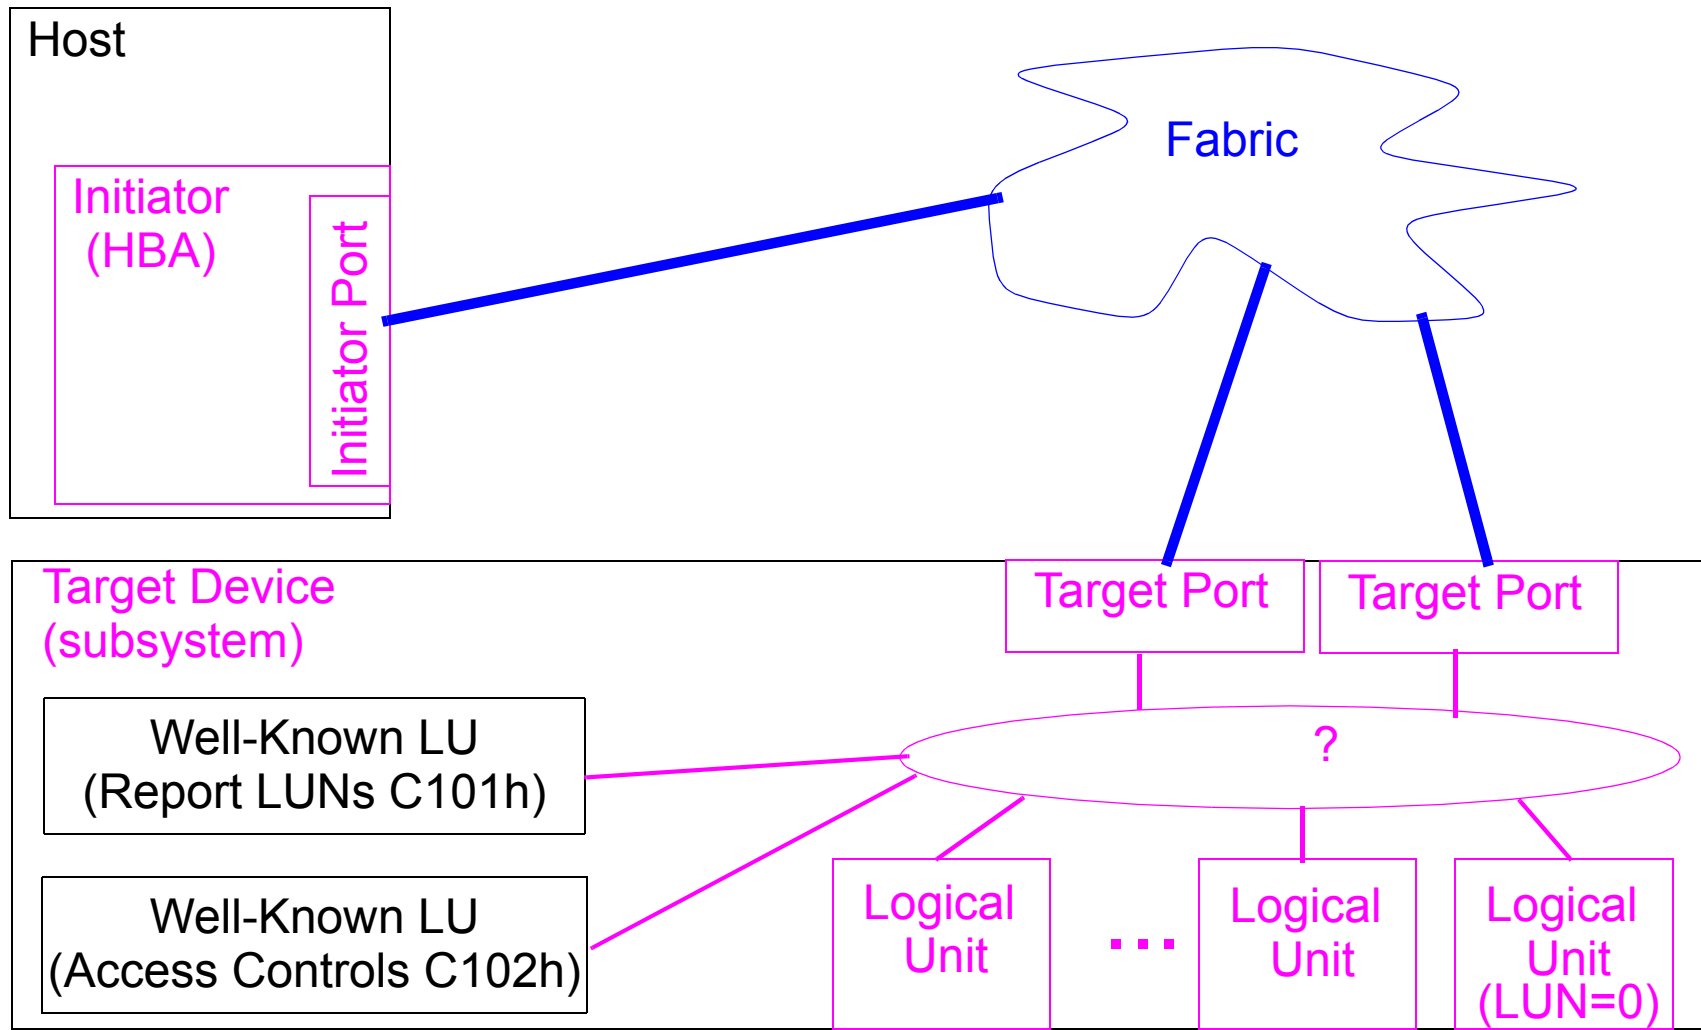 Host
Initiator
(HBA)
Initiator Port
Fabric
Target Device
(subsystem)
Target Port
Target Port
Well-Known LU
(Report LUNs C101h)
?
Well-Known LU
(Access Controls C102h)
Logical
Unit
...
Logical
Unit
Logical
Unit
(LUN=0)